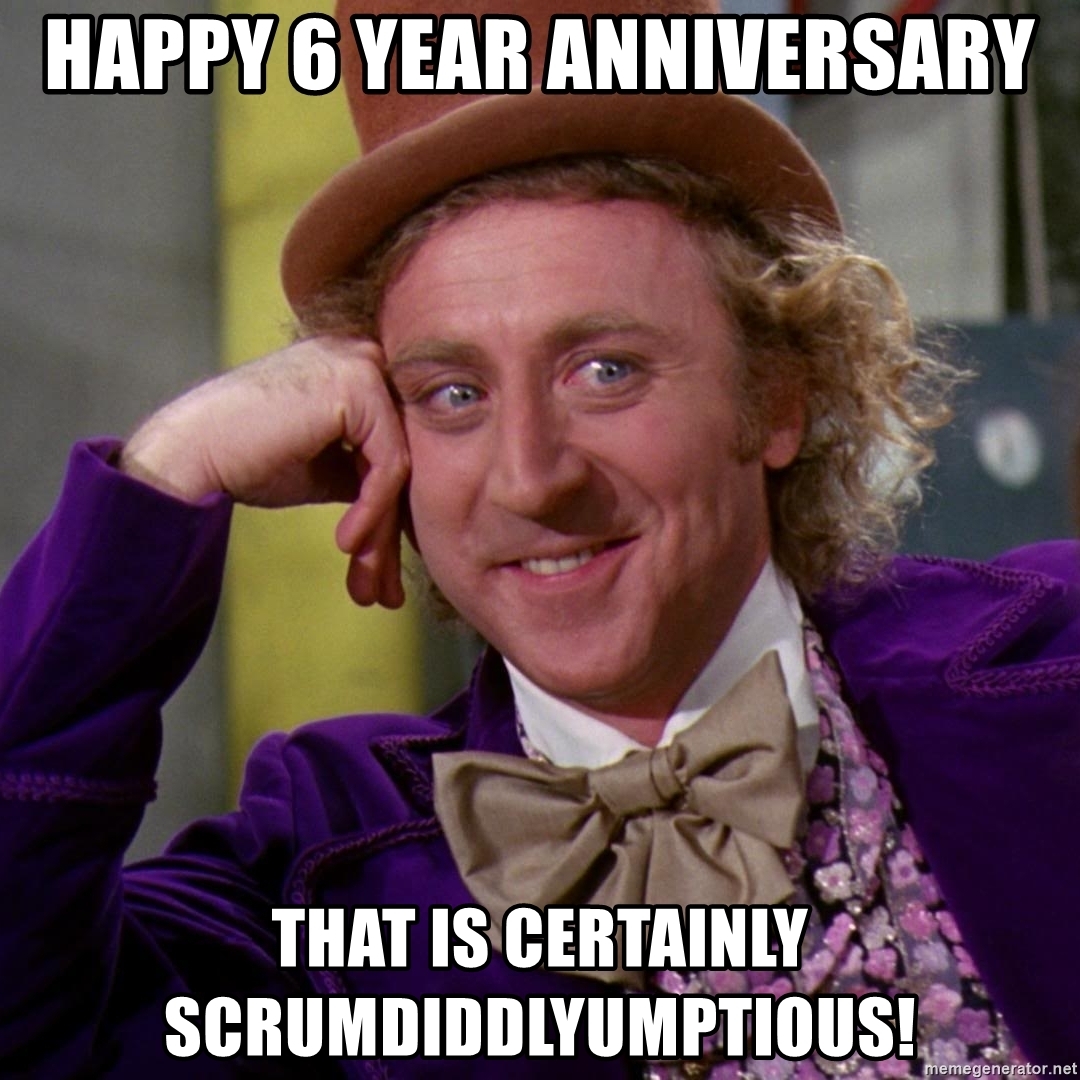 HAPPY 6 YEAR ANNIVERSARY
THAT IS CERTAINLY
SCRUMDIDDLYUMPTIOUS!
memegenerator.net